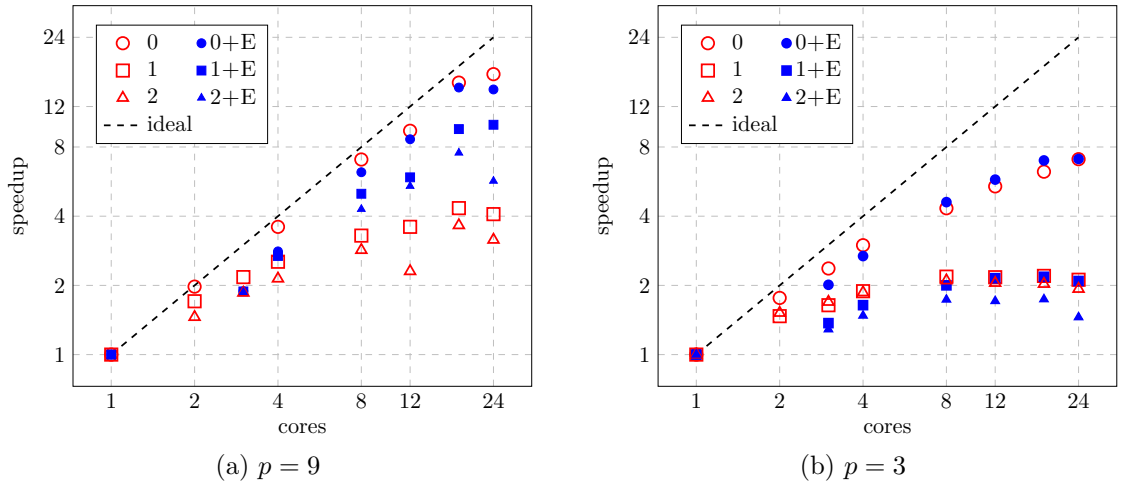 24
12
8
4
2
1
speedup
0 0+E
1 1+E
2 2+E
ideal
1 2 4 8 12 24
cores
(a) p = 9
24
12
8
4
2
1
speedup
0 0+E
1 1+E
2 2+E
ideal
1 2 4 8 12 24
cores
(b) p = 3